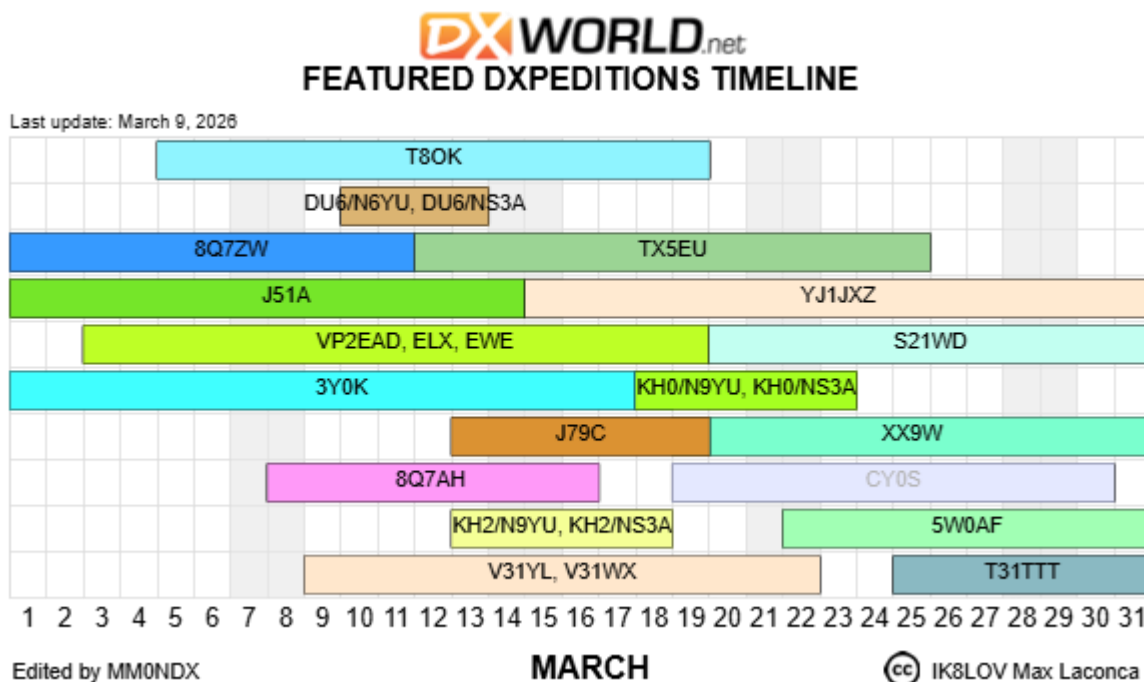 DX WORLD.net
FEATURED DXPEDITIONS TIMELINE
Last update: March 9, 2026
T8OK
DU6/N6YU, DU6/NS3A
8Q7ZW TX5EU
J51A YJ1JXZ
VP2EAD, ELX, EWE S21WD
3Y0K KH0/N9YU, KH0/NS3A
J79C XX9W
8Q7AH CY0S
KH2/N9YU, KH2/NS3A 5W0AF
V31YL, V31WX T31TTT
1 2 3 4 5 6 7 8 9 10 11 12 13 14 15 16 17 18 19 20 21 22 23 24 25 26 27 28 29 30 31
Edited by MM0NDX MARCH cc IK8LOV Max Laconca